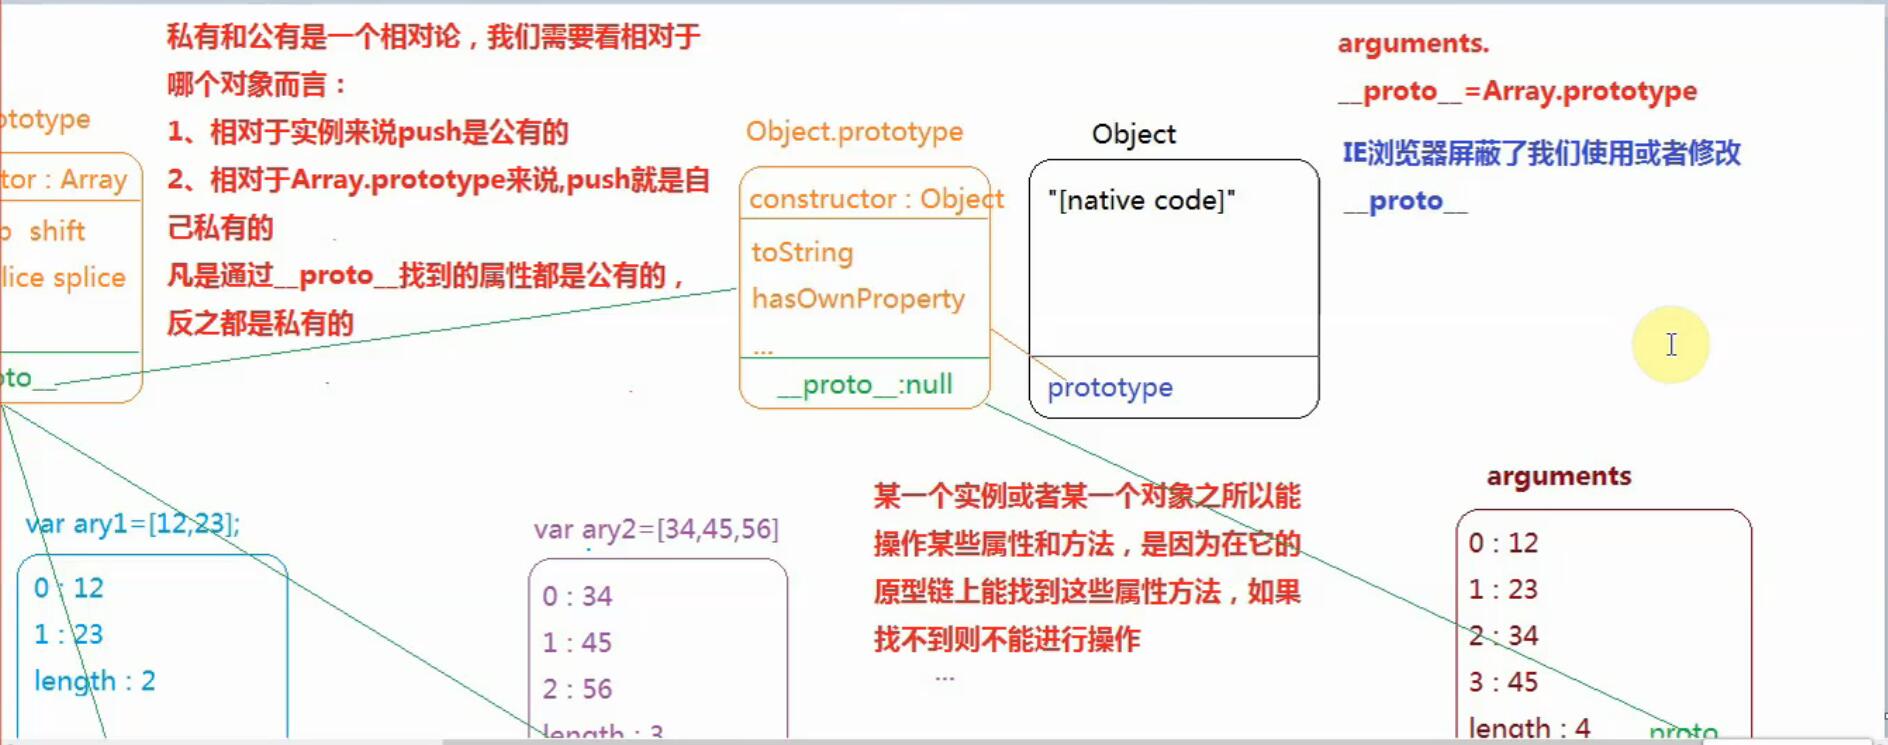 私有和公有是一个相对论，我们需要看相对于
哪个对象而言：
1、相对于实例来说push是公有的
2、相对于Array.prototype来说,push就是自
己私有的
凡是通过__proto__找到的属性都是公有的，
反之都是私有的
ototype
tor : Array
shift
lice splice
oto__
Object.prototype
constructor : Object
toString
hasOwnProperty
...
__proto__:null
Object
"[native code]"
prototype
arguments.
__proto__=Array.prototype
IE浏览器屏蔽了我们使用或者修改
__proto__
var ary1=[12,23];
0 : 12
1 : 23
length : 2
var ary2=[34,45,56]
0 : 34
1 : 45
2 : 56
length : 3
某一个实例或者某一个对象之所以能
操作某些属性和方法，是因为在它的
原型链上能找到这些属性方法，如果
找不到则不能进行操作
...
arguments
0 : 12
1 : 23
2 : 34
3 : 45
length : 4
proto